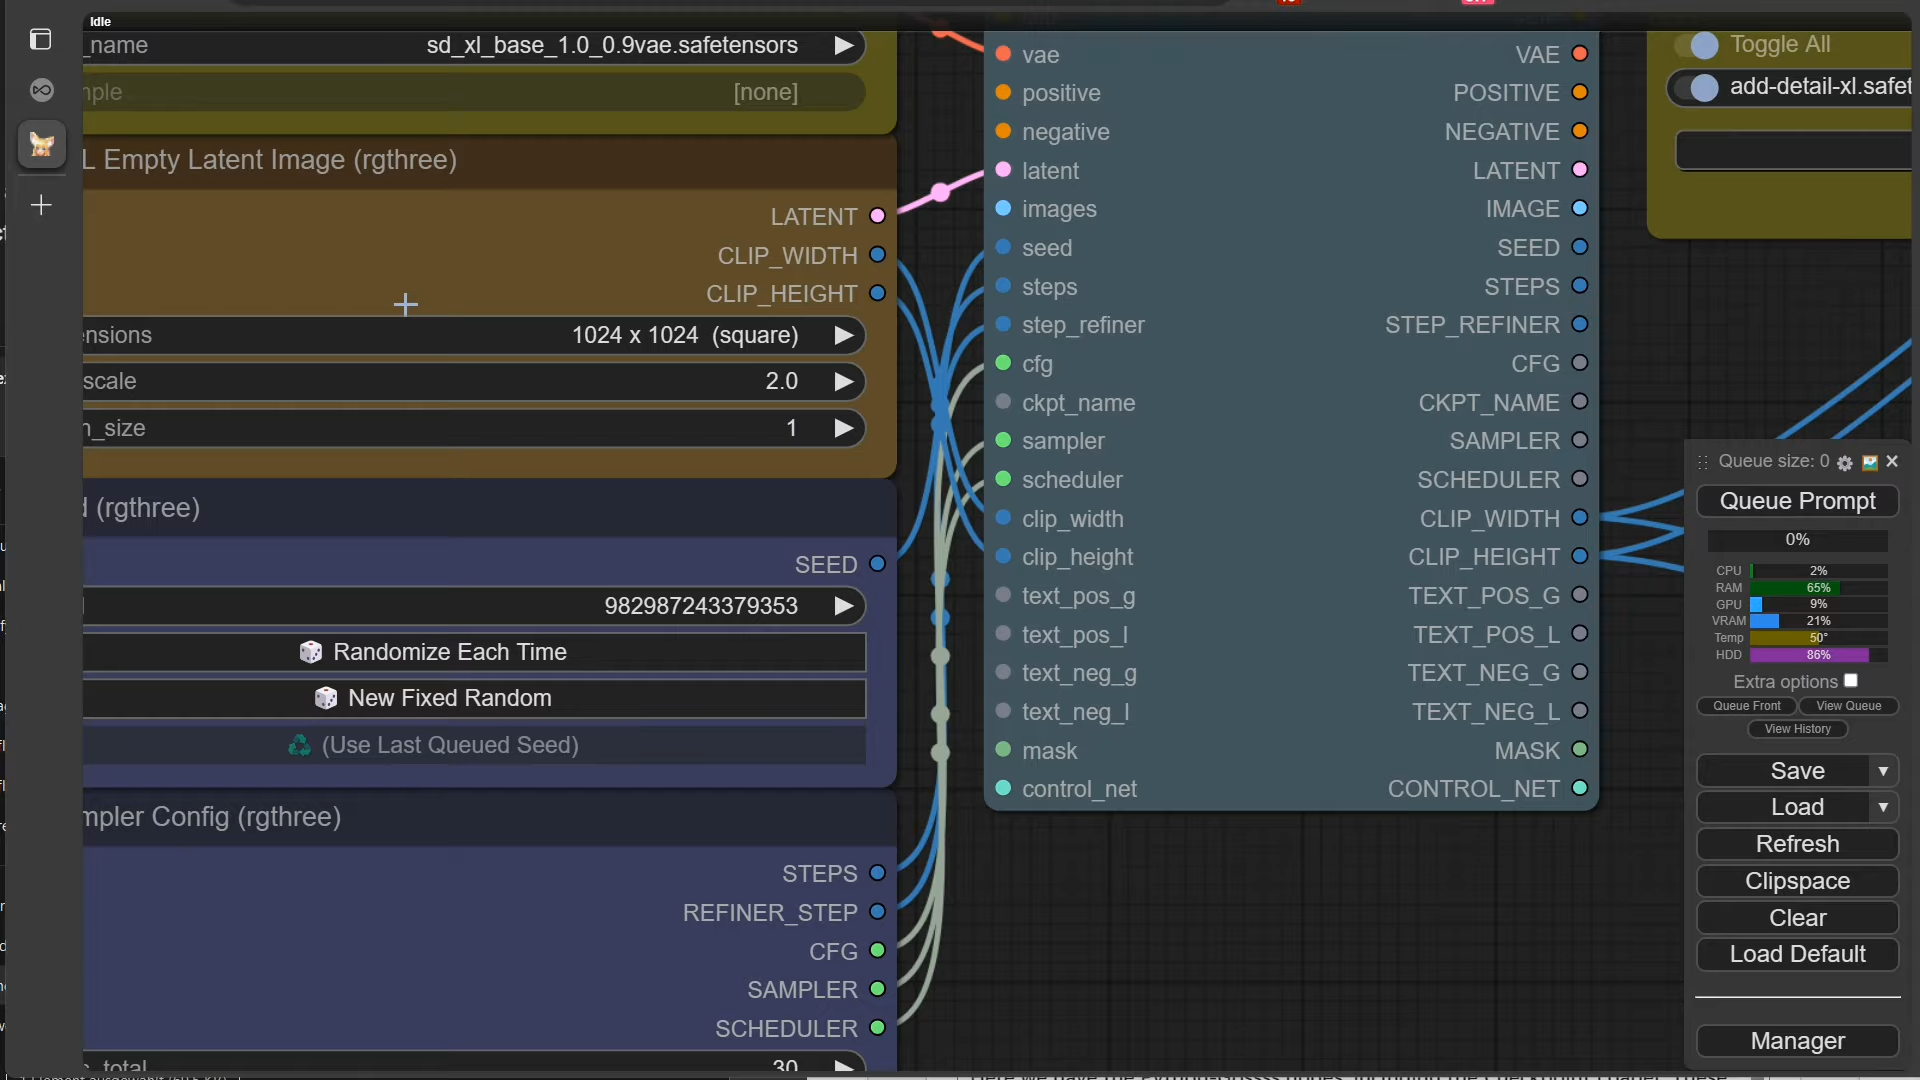 Idle
_name sd_xl_base_1.0_0.9vae.safetensors
[none]
L Empty Latent Image (rgthree)
LATENT
CLIP_WIDTH
CLIP_HEIGHT
ensions 1024 x 1024 (square)
scale 2.0
h_size 1
(rgthree)
SEED
982987243379353
Randomize Each Time
New Fixed Random
(Use Last Queued Seed)
mpler Config (rgthree)
STEPS
REFINER_STEP
CFG
SAMPLER
SCHEDULER
total 30
vae VAE
positive POSITIVE
negative NEGATIVE
latent LATENT
images IMAGE
seed SEED
steps STEPS
step_refiner STEP_REFINER
cfg CFG
ckpt_name CKPT_NAME
sampler SAMPLER
scheduler SCHEDULER
clip_width CLIP_WIDTH
clip_height CLIP_HEIGHT
text_pos_g TEXT_POS_G
text_pos_l TEXT_POS_L
text_neg_g TEXT_NEG_G
text_neg_l TEXT_NEG_L
mask MASK
control_net CONTROL_NET
Toggle All
add-detail-xl.safet
Queue size: 0
Queue Prompt
0%
CPU 2%
RAM 65%
GPU 9%
VRAM 21%
Temp 50°
HDD 86%
Extra options
Queue Front View Queue
View History
Save
Load
Refresh
Clipspace
Clear
Load Default
Manager